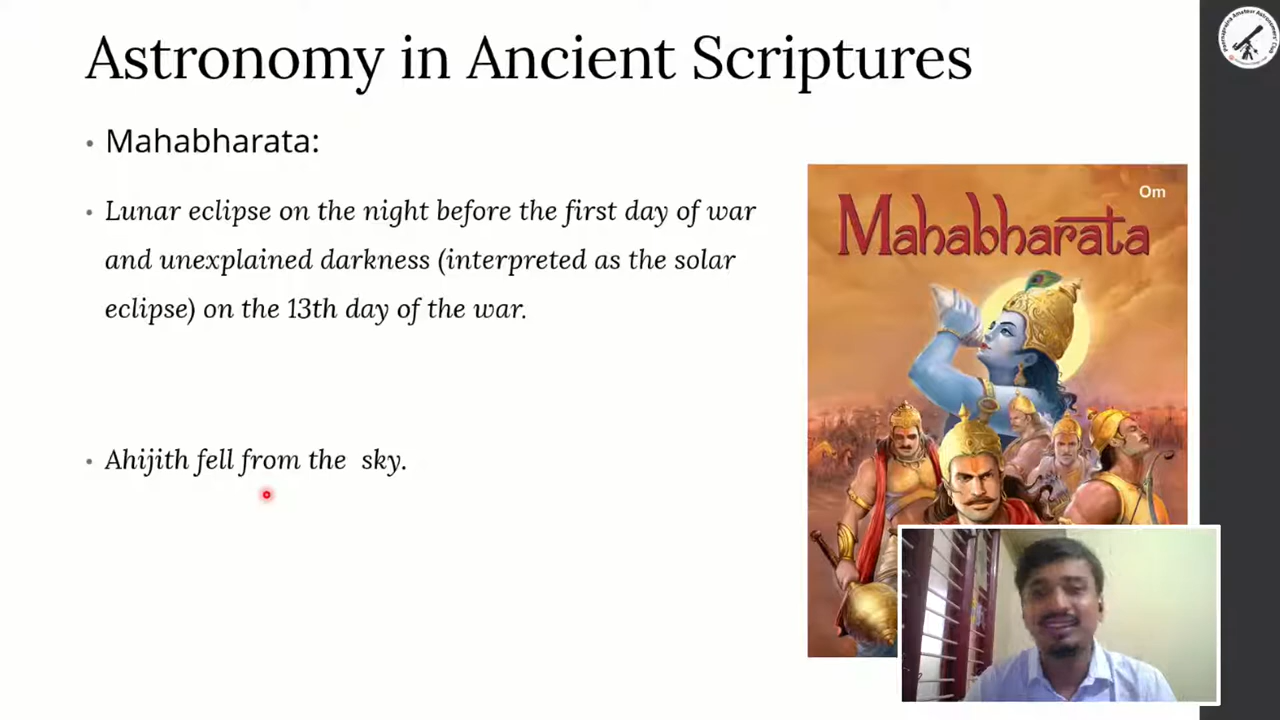 Astronomy in Ancient Scriptures
• Mahabharata:
• Lunar eclipse on the night before the first day of war
and unexplained darkness (interpreted as the solar
eclipse) on the 13th day of the war.
• Ahijith fell from the sky.
Om
Mahabharata